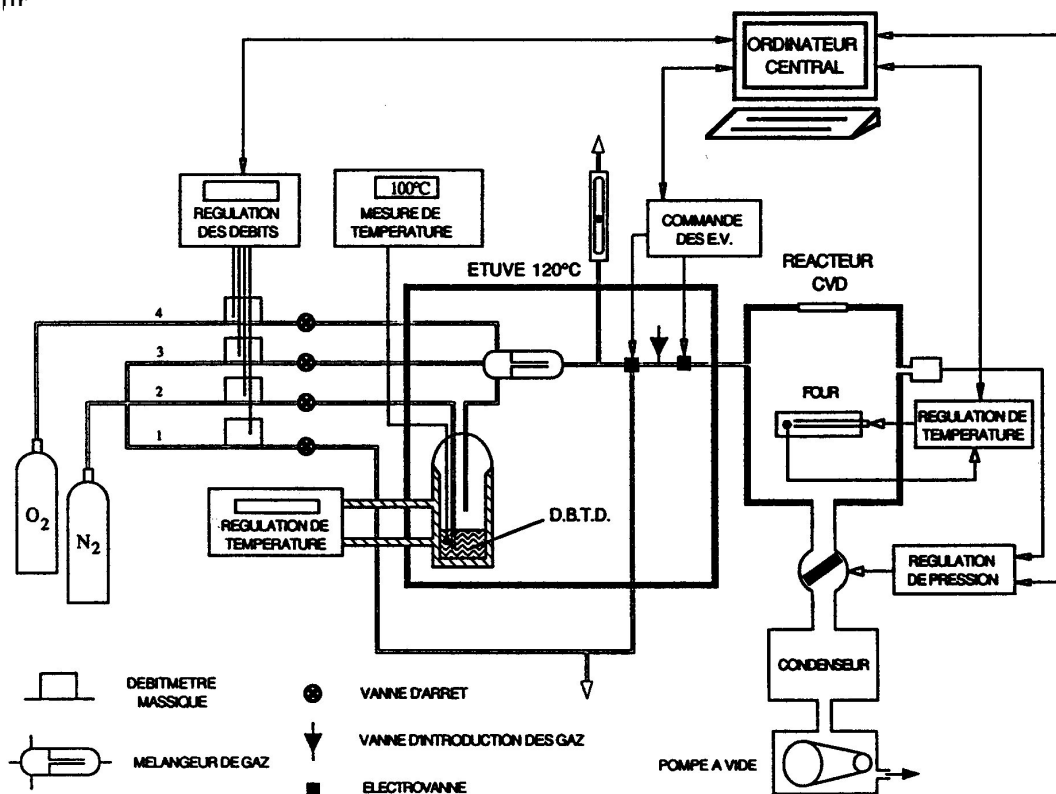 ORDINATEUR
CENTRAL
100°C
MESURE DE
TEMPERATURE
REGULATION
DES DEBITS
COMMANDE
DES E.V.
ETUVE 120°C
REACTEUR
CVD
4
3
2
1
FOUR
REGULATION DE
TEMPERATURE
O2
N2
REGULATION DE
TEMPERATURE
D.B.T.D.
REGULATION
DE PRESSION
CONDENSEUR
DEBITMETRE
MASSIQUE
VANNE D'ARRET
VANNE D'INTRODUCTION DES GAZ
MELANGEUR DE GAZ
POMPE A VIDE
ELECTROVANNE